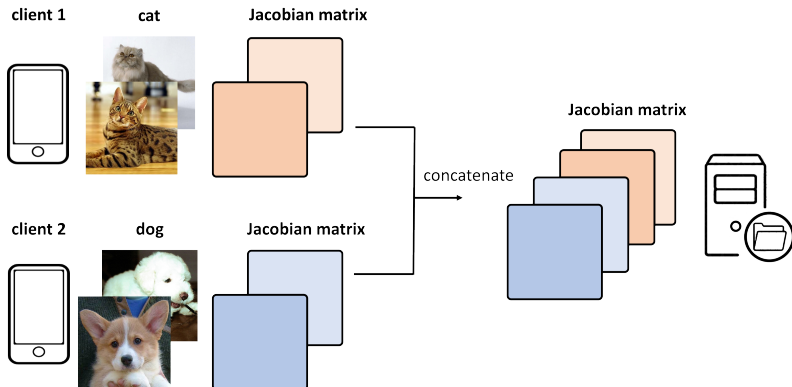 client 1
cat
Jacobian matrix
Jacobian matrix
concatenate
client 2
dog
Jacobian matrix